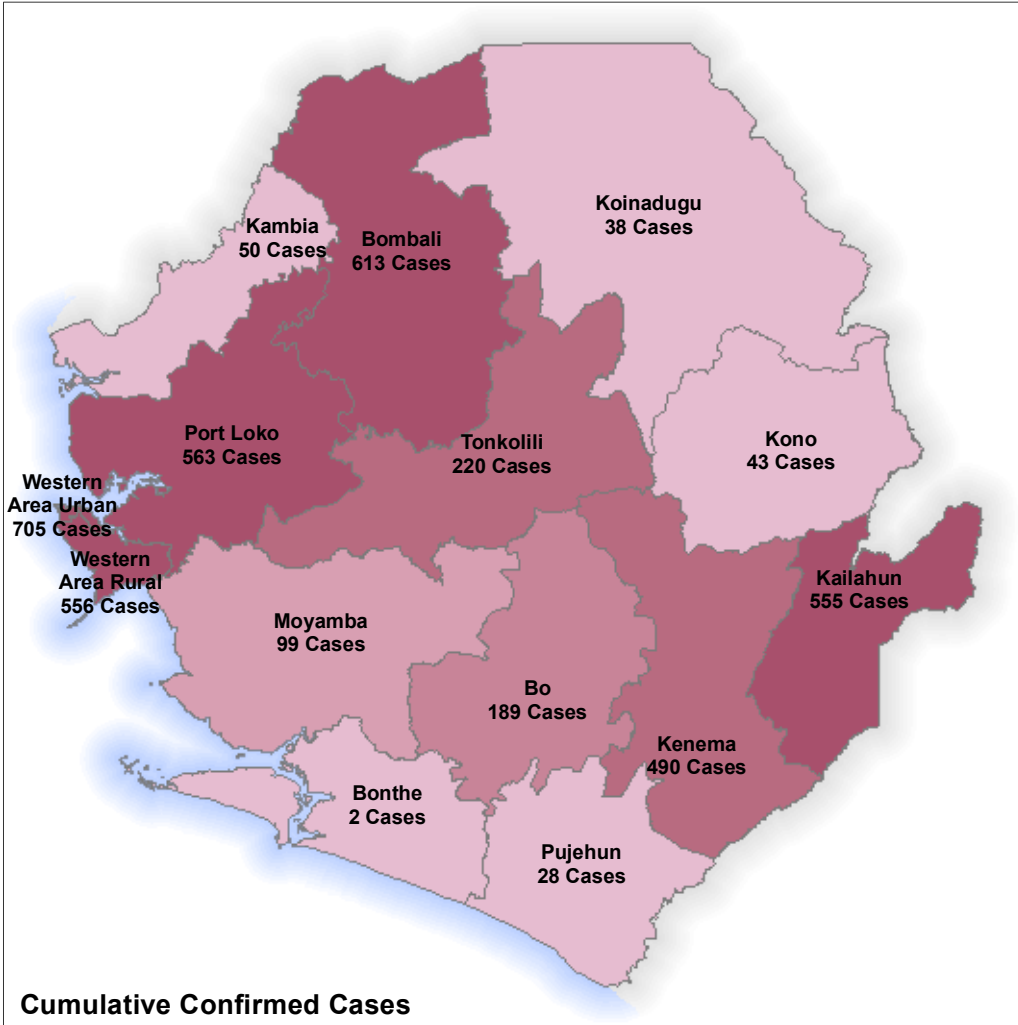 Koinadugu
38 Cases
Kambia
50 Cases
Bombali
613 Cases
Port Loko
563 Cases
Tonkolili
220 Cases
Kono
43 Cases
Western
Area Urban
705 Cases
Western
Area Rural
556 Cases
Kailahun
555 Cases
Moyamba
99 Cases
Bo
189 Cases
Kenema
490 Cases
Bonthe
2 Cases
Pujehun
28 Cases
Cumulative Confirmed Cases